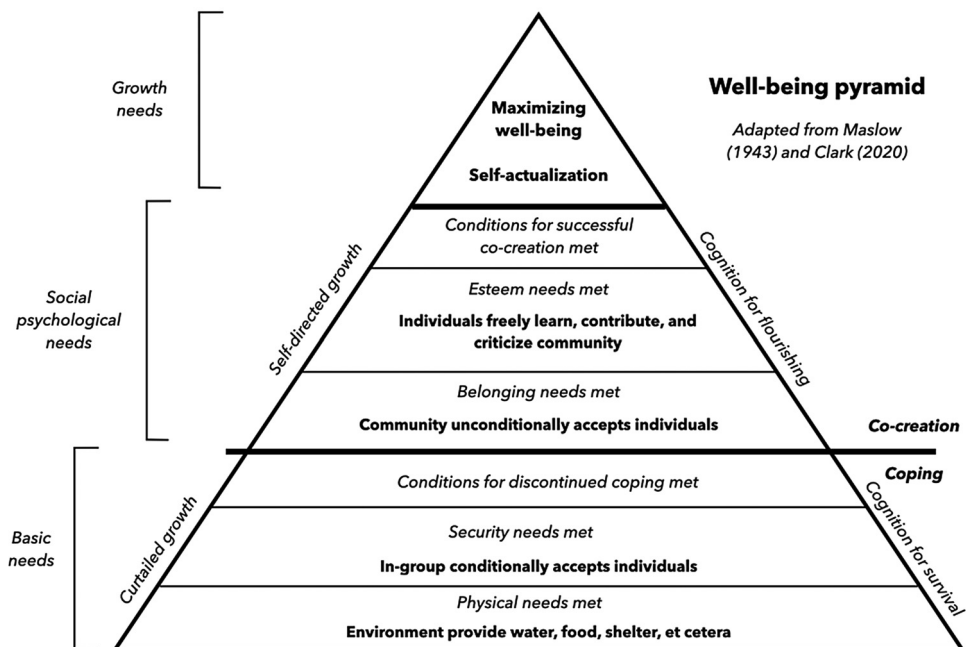 Growth
needs
Well-being pyramid
Adapted from Maslow
(1943) and Clark (2020)
Maximizing
well-being
Self-actualization
Social
psychological
needs
Self-directed growth
Cognition for flourishing
Conditions for successful
co-creation met
Esteem needs met
Individuals freely learn, contribute, and
criticize community
Belonging needs met
Community unconditionally accepts individuals
Co-creation
Coping
Basic
needs
Curtailed growth
Cognition for survival
Conditions for discontinued coping met
Security needs met
In-group conditionally accepts individuals
Physical needs met
Environment provide water, food, shelter, et cetera